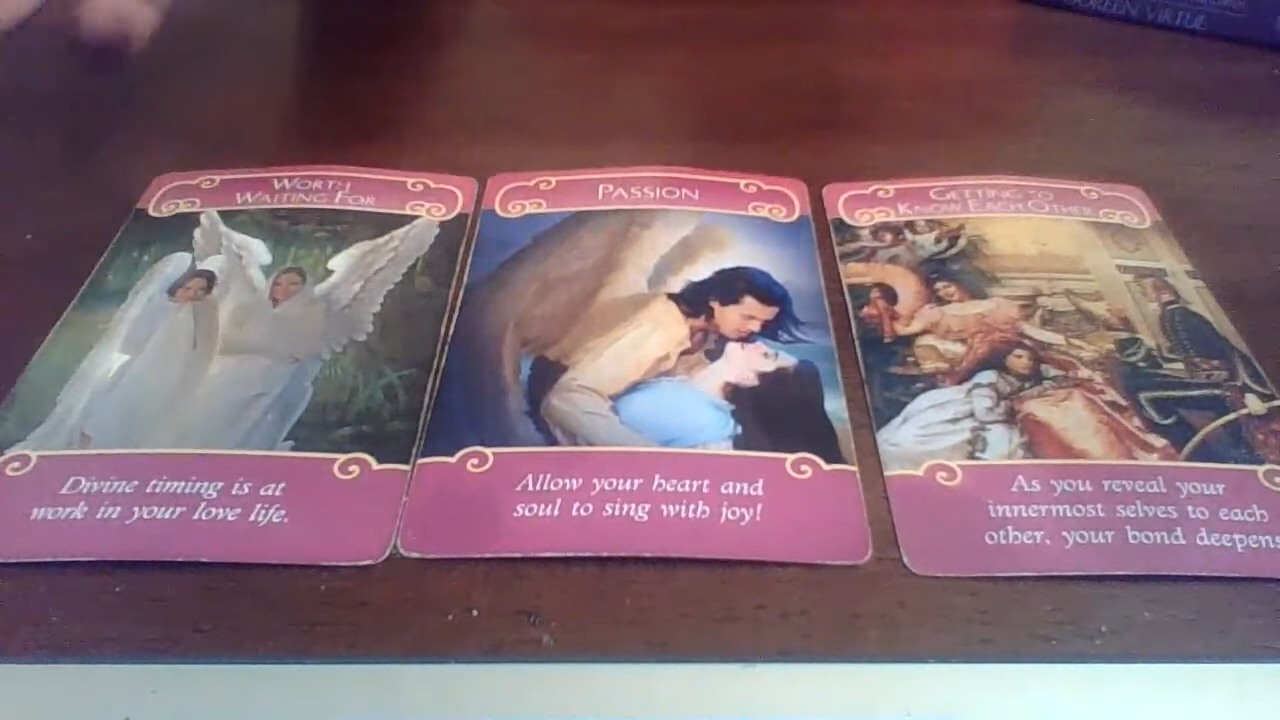 OREEN VIRTUE
WORTH
WAITING FOR
Divine timing is at
work in your love life.
PASSION
Allow your heart and
soul to sing with joy!
GETTING TO
KNOW EACH OTHER
As you reveal your
innermost selves to each
other, your bond deepens